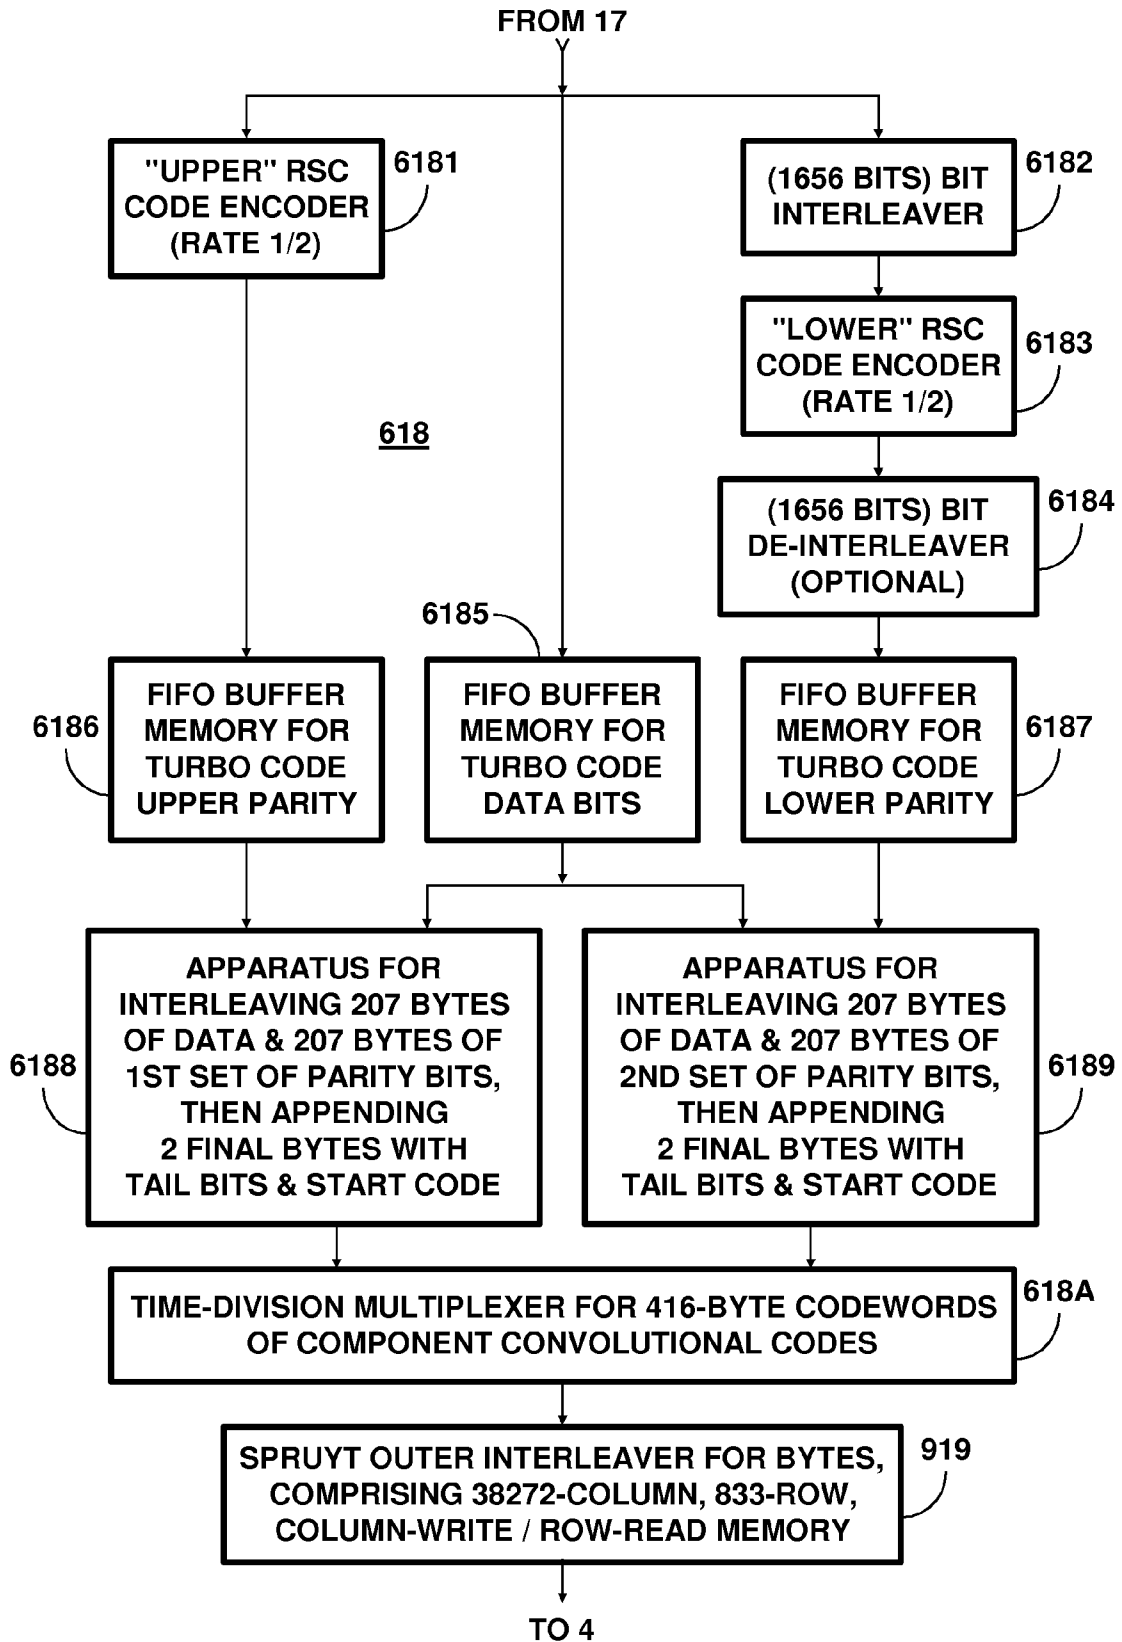 FROM 17
"UPPER" RSC
CODE ENCODER
(RATE 1/2)
6181
(1656 BITS) BIT
INTERLEAVER
6182
"LOWER" RSC
CODE ENCODER
(RATE 1/2)
6183
618
(1656 BITS) BIT
DE-INTERLEAVER
(OPTIONAL)
6184
6185
6186
FIFO BUFFER
MEMORY FOR
TURBO CODE
UPPER PARITY
FIFO BUFFER
MEMORY FOR
TURBO CODE
DATA BITS
FIFO BUFFER
MEMORY FOR
TURBO CODE
LOWER PARITY
6187
6188
APPARATUS FOR
INTERLEAVING 207 BYTES
OF DATA & 207 BYTES OF
1ST SET OF PARITY BITS,
THEN APPENDING
2 FINAL BYTES WITH
TAIL BITS & START CODE
APPARATUS FOR
INTERLEAVING 207 BYTES
OF DATA & 207 BYTES OF
2ND SET OF PARITY BITS,
THEN APPENDING
2 FINAL BYTES WITH
TAIL BITS & START CODE
6189
TIME-DIVISION MULTIPLEXER FOR 416-BYTE CODEWORDS
OF COMPONENT CONVOLUTIONAL CODES
618A
SPRUYT OUTER INTERLEAVER FOR BYTES,
COMPRISING 38272-COLUMN, 833-ROW,
COLUMN-WRITE / ROW-READ MEMORY
919
TO 4